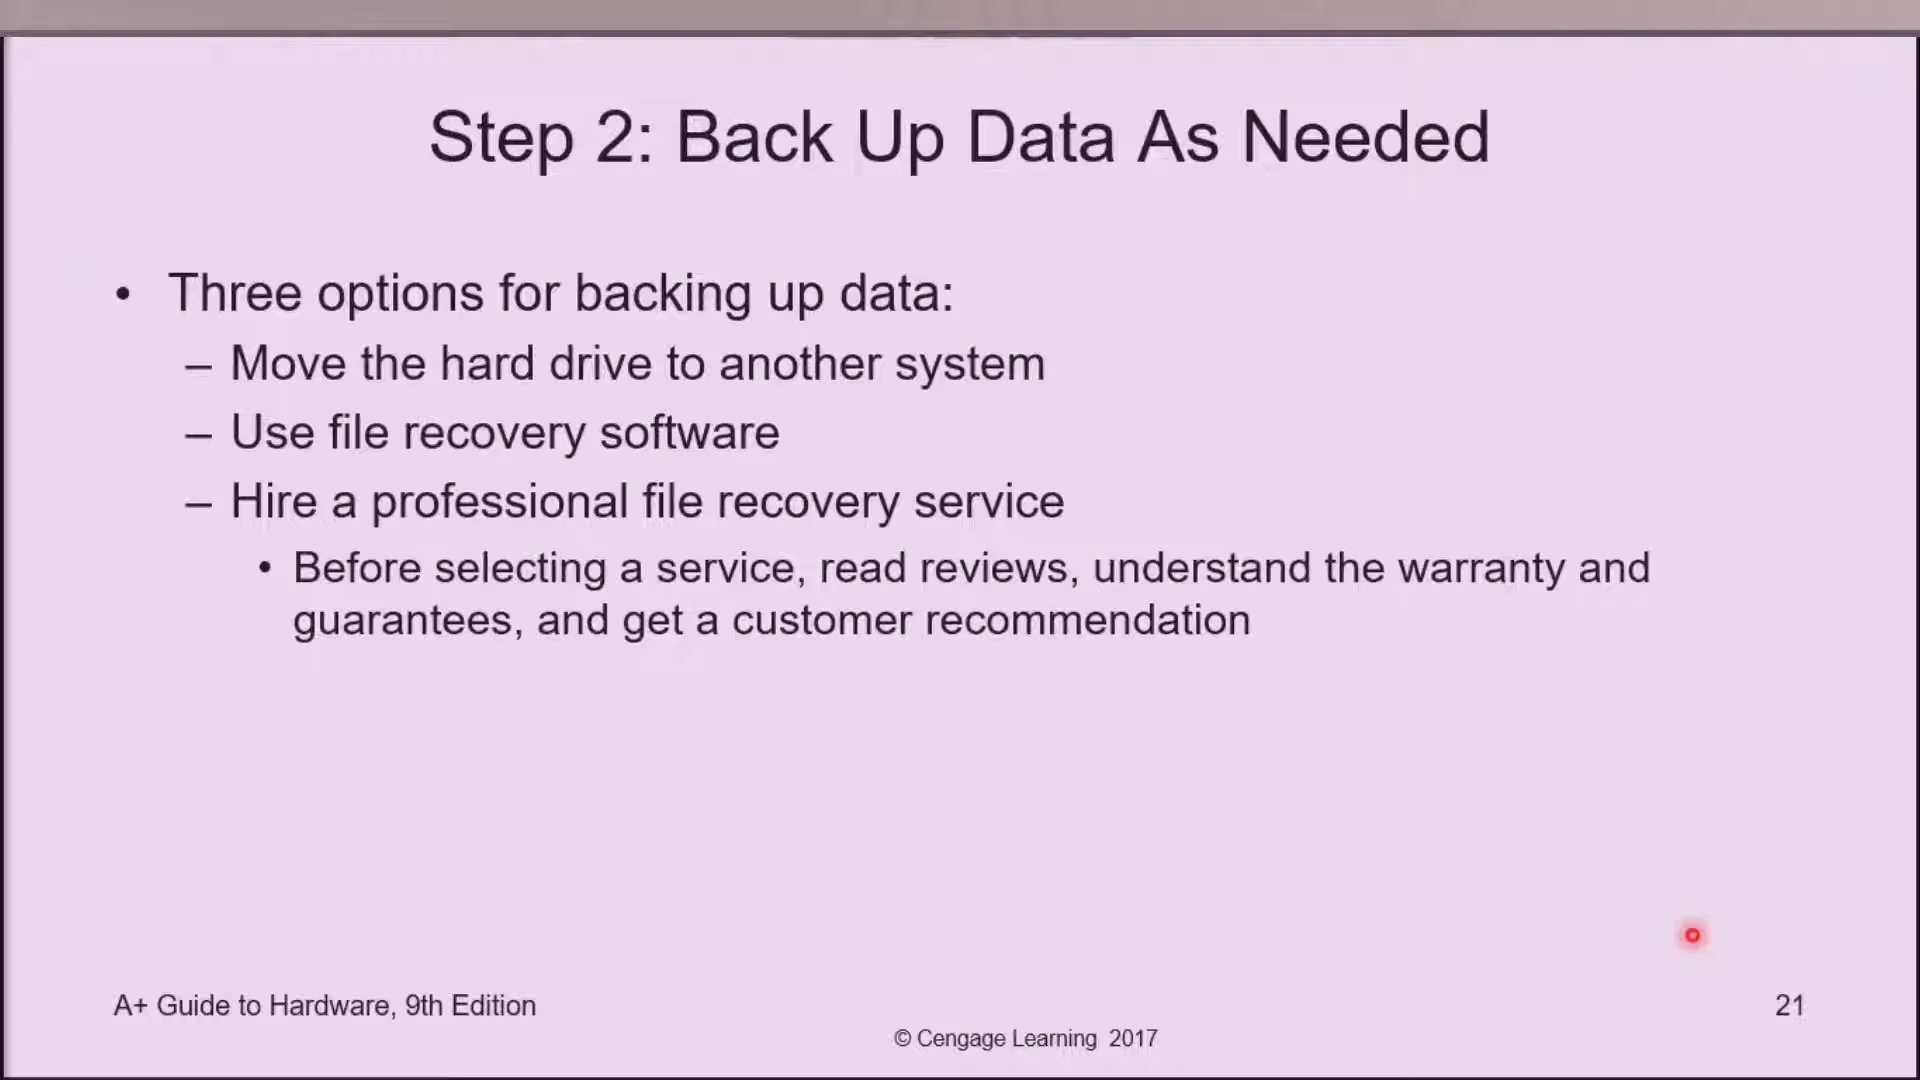 Step 2: Back Up Data As Needed
• Three options for backing up data:
– Move the hard drive to another system
– Use file recovery software
– Hire a professional file recovery service
• Before selecting a service, read reviews, understand the warranty and
guarantees, and get a customer recommendation
A+ Guide to Hardware, 9th Edition
21
© Cengage Learning 2017